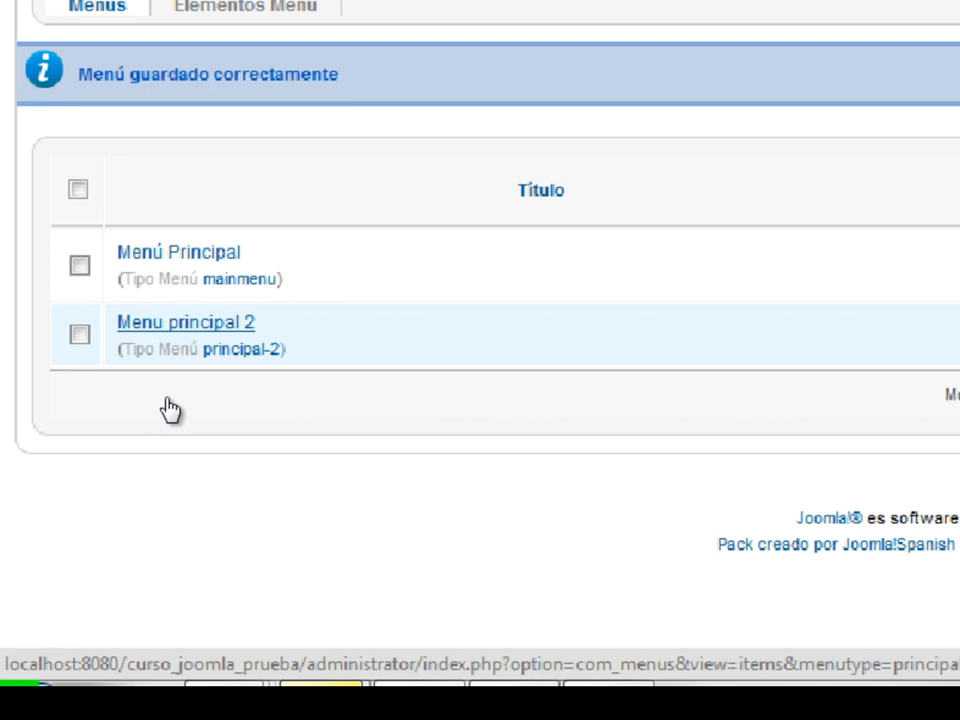 Menús Elementos Menú
Menú guardado correctamente
Título
Menú Principal
(Tipo Menú mainmenu)
Menu principal 2
(Tipo Menú principal-2)
Joomla!® es software
Pack creado por Joomla!Spanish
localhost:8080/curso_joomla_prueba/administrator/index.php?option=com_menus&view=items&menutype=principal